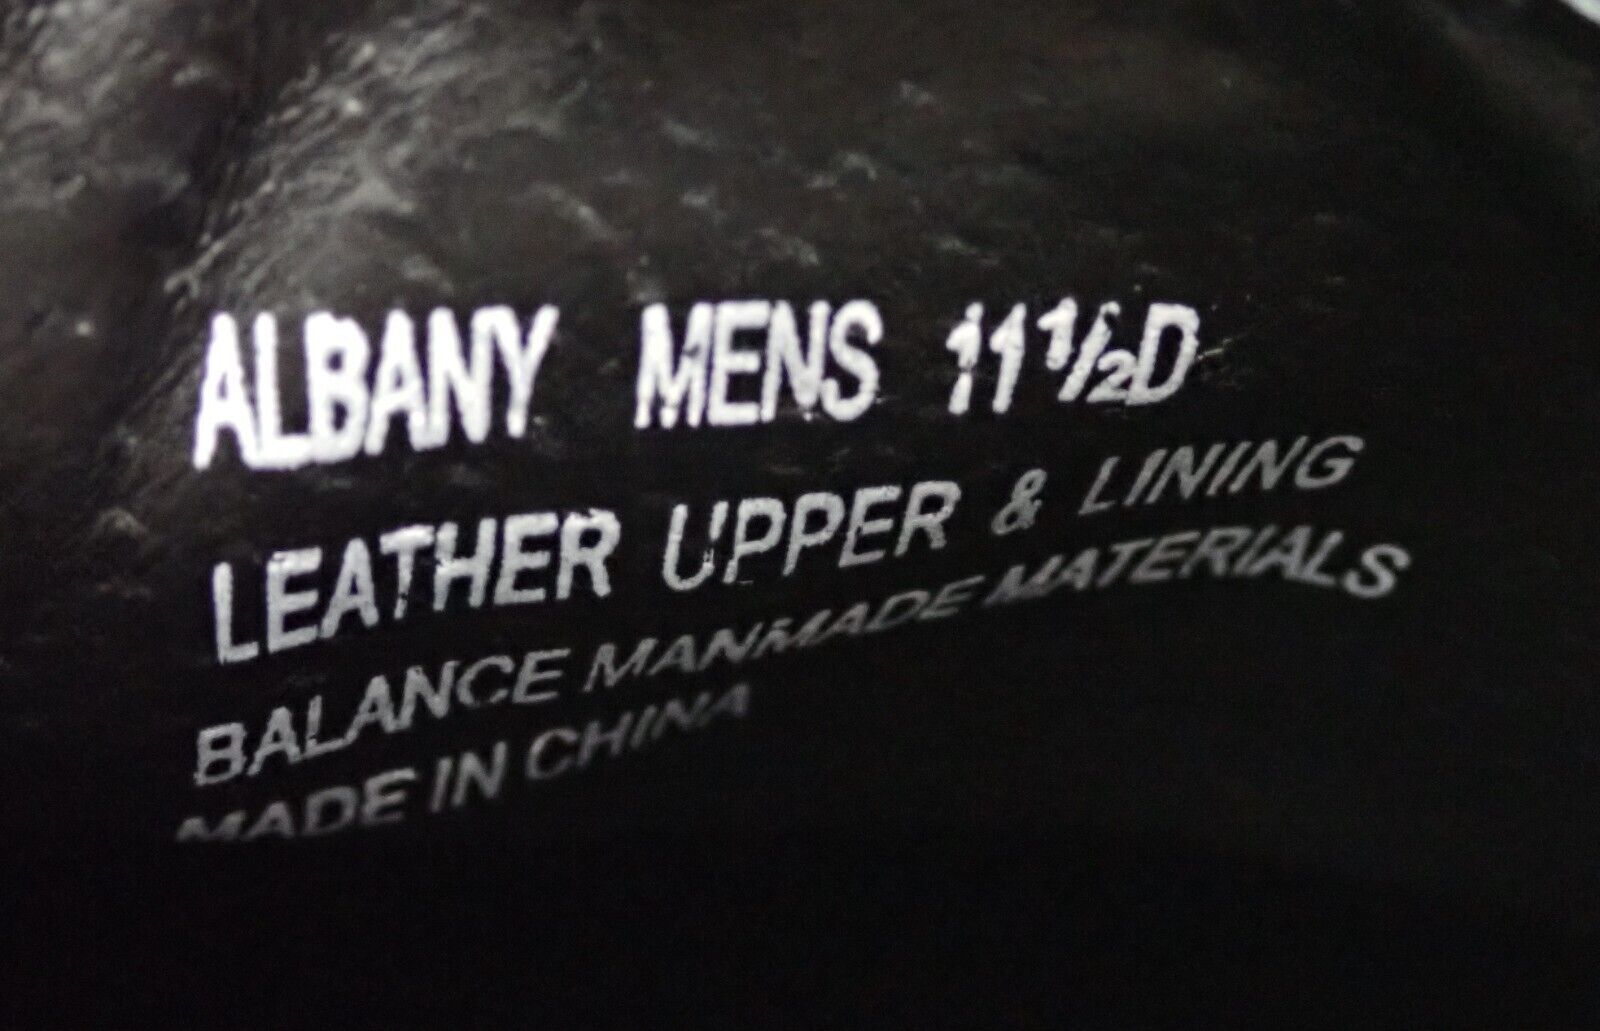 ALBANY MENS 11½D
LEATHER UPPER & LINING
BALANCE MANMADE MATERIALS
MADE IN CHINA